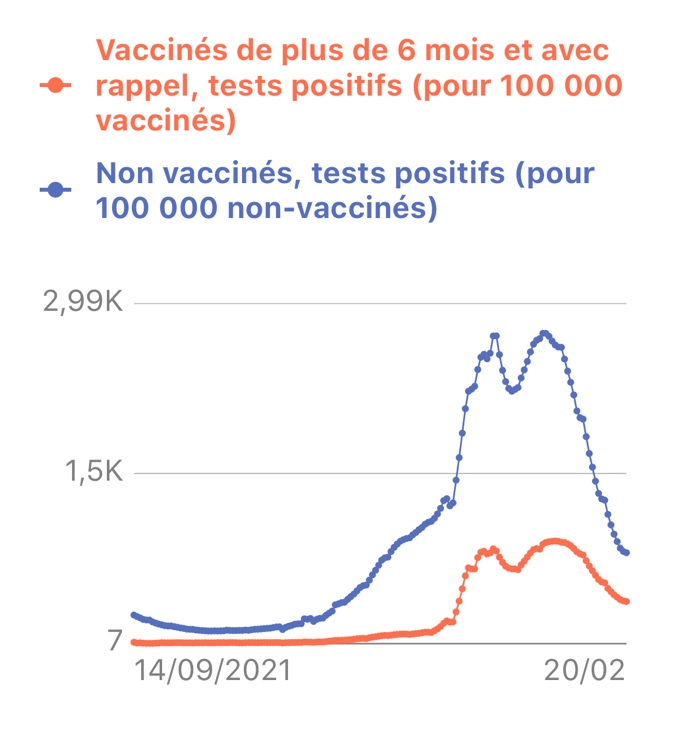 Vaccinés de plus de 6 mois et avec
rappel, tests positifs (pour 100 000
vaccinés)
Non vaccinés, tests positifs (pour
100 000 non-vaccinés)
2,99K
1,5K
7
14/09/2021
20/02